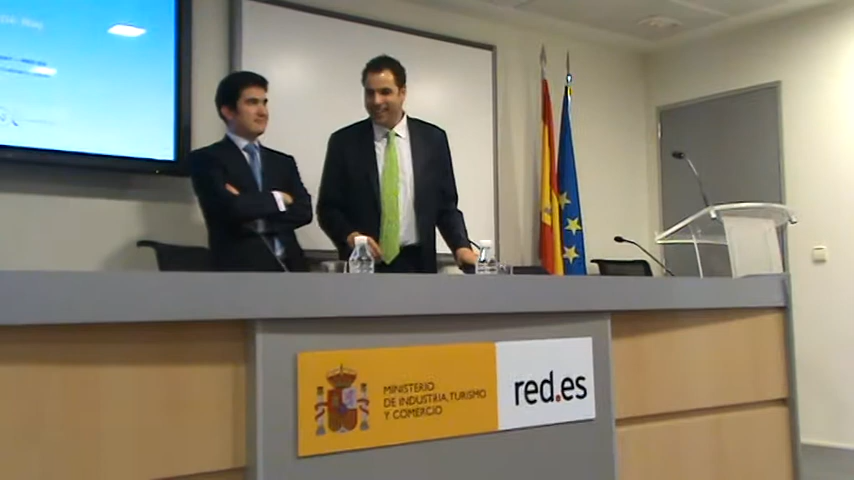 MINISTERIO
DE INDUSTRIA, TURISMO
Y COMERCIO
red.es